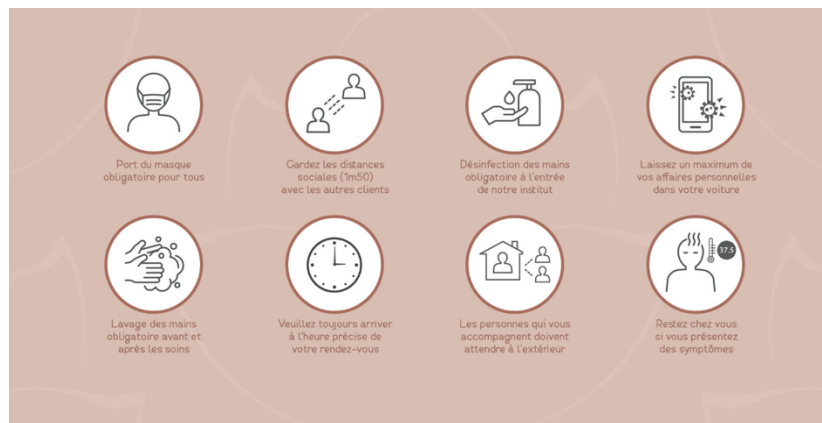 Port du masque
obligatoire pour tous
Gardez les distances
sociales (1m50)
avec les autres clients
Désinfection des mains
obligatoire à l'entrée
de notre institut
Laissez un maximum de
vos affaires personnelles
dans votre voiture
37.5
Lavage des mains
obligatoire avant et
après les soins
Veuillez toujours arriver
à l'heure précise de
votre rendez-vous
Les personnes qui vous
accompagnent doivent
attendre à l'extérieur
Restez chez vous
si vous présentez
des symptômes